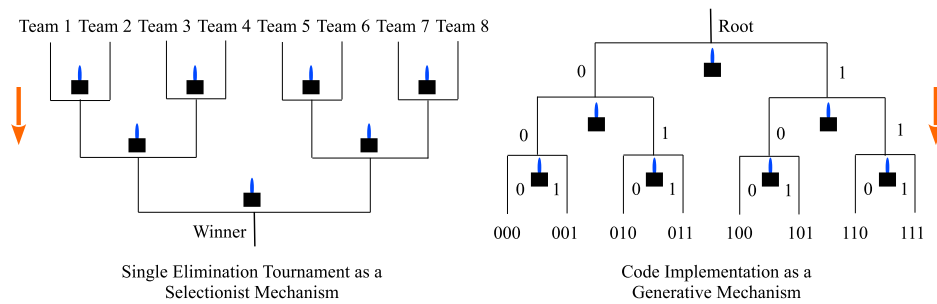 Team 1 Team 2 Team 3 Team 4 Team 5 Team 6 Team 7 Team 8
Winner
Single Elimination Tournament as a
Selectionist Mechanism
Root
0 1
0 1 0 1
0 1 0 1 0 1 0 1
000 001 010 011 100 101 110 111
Code Implementation as a
Generative Mechanism